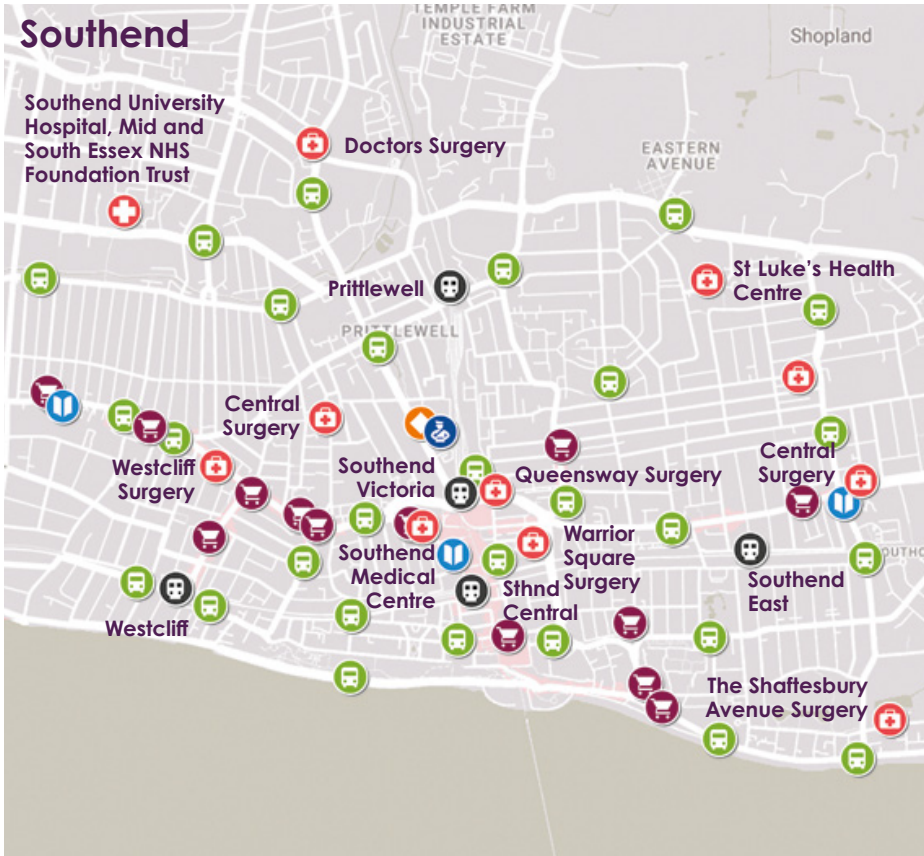 TEMPLE FARM
INDUSTRIAL
ESTATE
Southend
Shopland
Southend University
Hospital, Mid and
South Essex NHS
Foundation Trust
Doctors Surgery
EASTERN
AVENUE
St Luke's Health
Centre
Prittlewell
PRITTLEWELL
Central
Surgery
Westcliff
Surgery
Southend
Victoria
Queensway Surgery
Central
Surgery
Southend
Medical
Centre
Warrior
Square
Surgery
Sthnd
Central
Southend
East
OUTHC
Westcliff
The Shaftesbury
Avenue Surgery